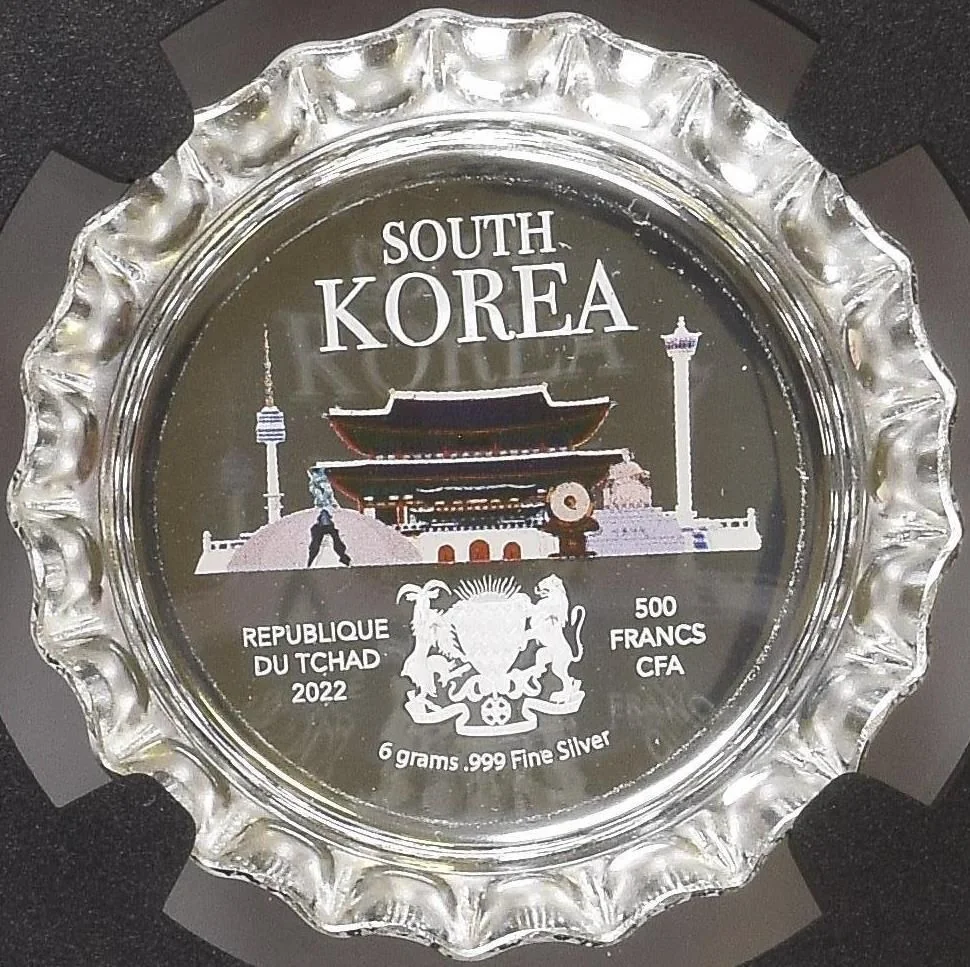 SOUTH
KOREA
REPUBLIQUE
DU TCHAD
2022
500
FRANCS
CFA
6 grams .999 Fine Silver